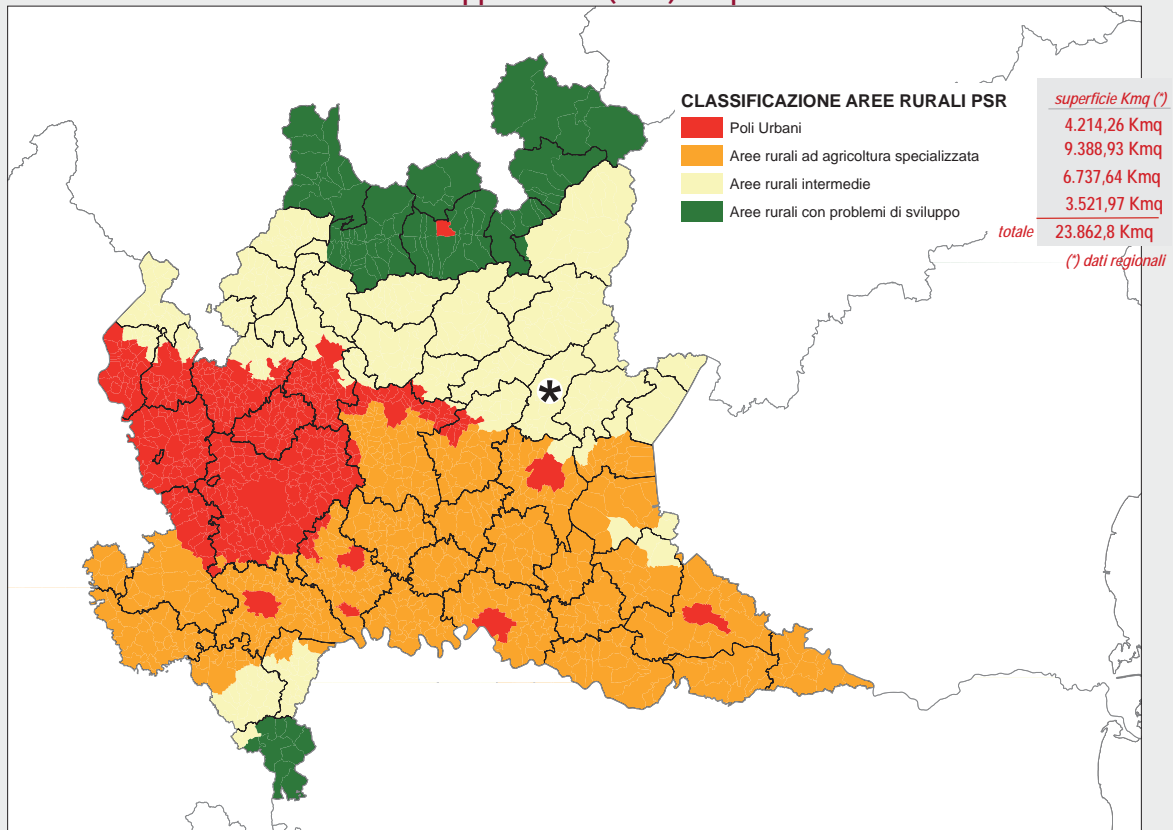 CLASSIFICAZIONE AREE RURALI PSR
Poli Urbani
Aree rurali ad agricoltura specializzata
Aree rurali intermedie
Aree rurali con problemi di sviluppo
superficie Kmq (*)
4.214,26 Kmq
9.388,93 Kmq
6.737,64 Kmq
3.521,97 Kmq
totale 23.862,8 Kmq
(*) dati regionali
*